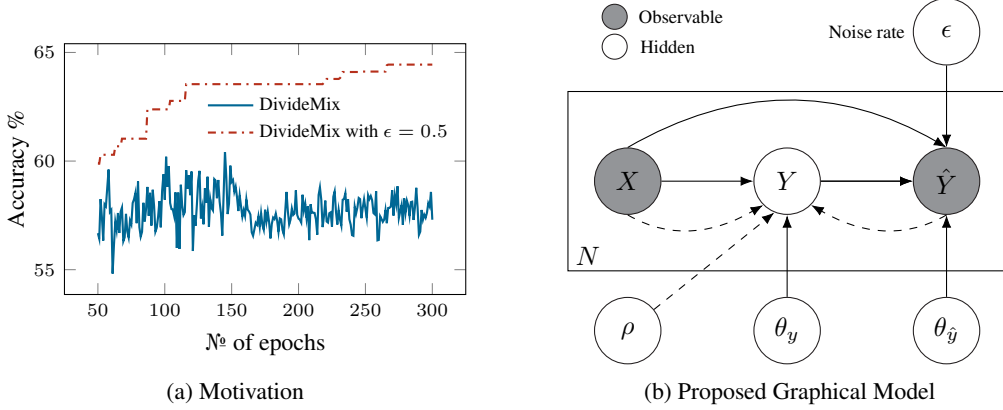 65
60
55
50
100
150
200
250
300
Accuracy %
№ of epochs
DivideMix
DivideMix with ϵ = 0.5
(a) Motivation
Observable
Hidden
Noise rate
ϵ
X
Y
Ŷ
N
ρ
θ_y
θ_ŷ
(b) Proposed Graphical Model